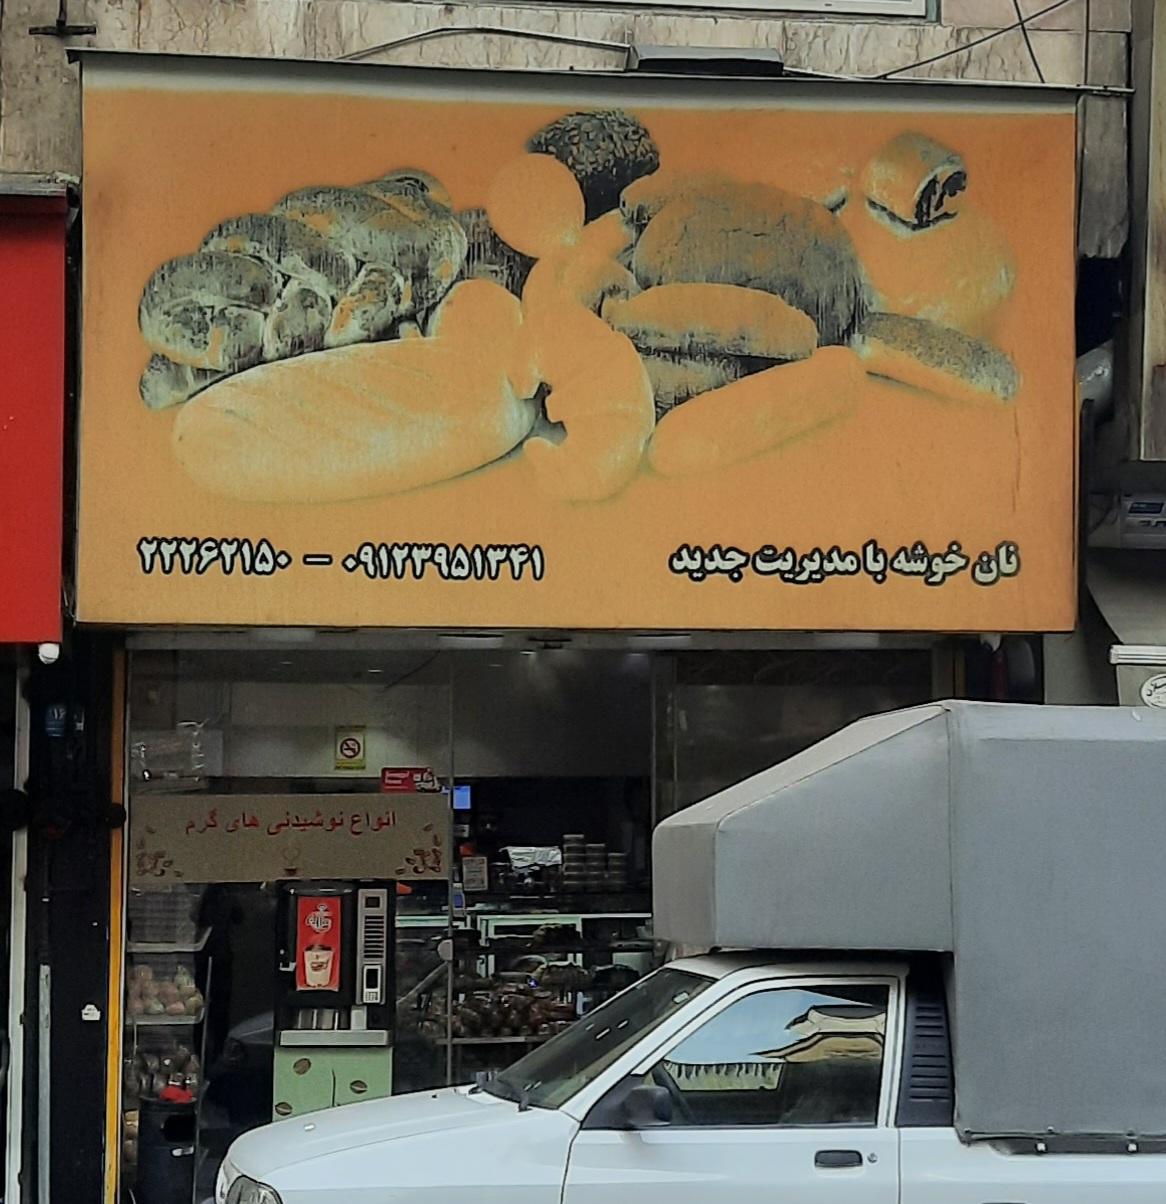 نان خوشه با مدیریت جدید
۲۲۲۶۲۱۵۰ - ۰۹۱۲۳۹۵۱۳۴۱
انواع نوشیدنی های گرم